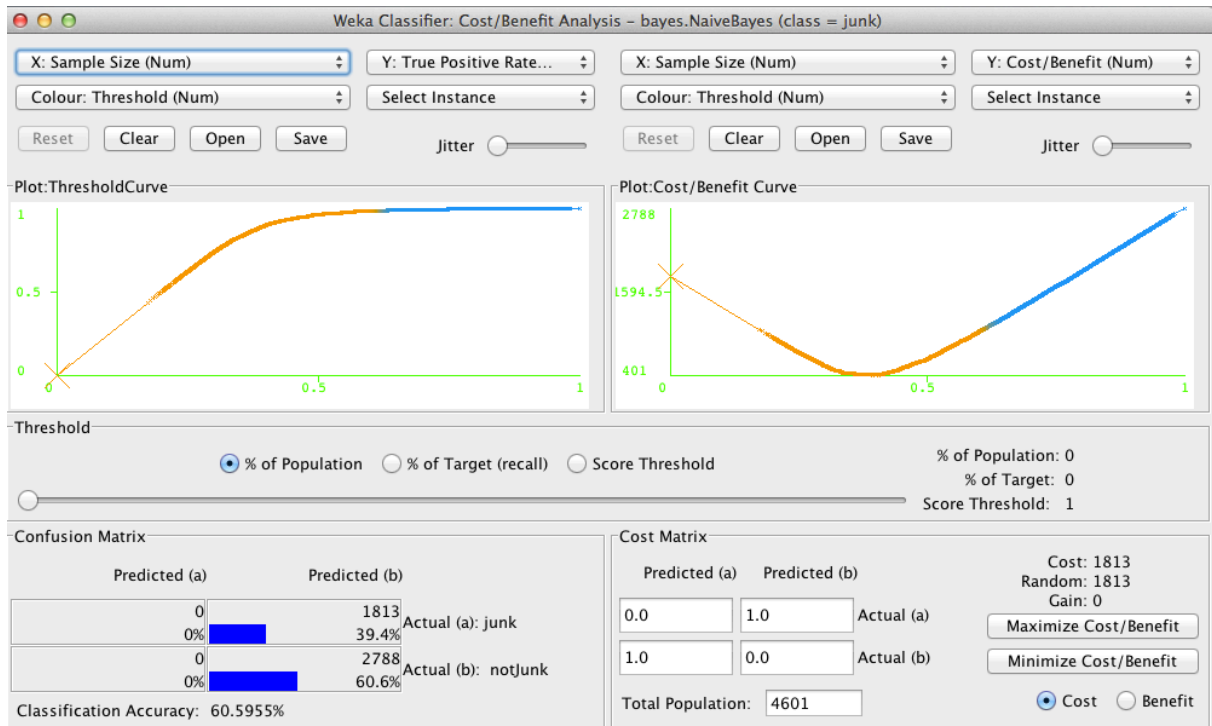 Weka Classifier: Cost/Benefit Analysis – bayes.NaiveBayes (class = junk)
X: Sample Size (Num) Y: True Positive Rate... X: Sample Size (Num) Y: Cost/Benefit (Num)
Colour: Threshold (Num) Select Instance Colour: Threshold (Num) Select Instance
Reset Clear Open Save Jitter Reset Clear Open Save Jitter
Plot:ThresholdCurve
1
0.5
0
0 0.5 1
Plot:Cost/Benefit Curve
2788
1594.5
401
0 0.5 1
Threshold
% of Population % of Target (recall) Score Threshold
% of Population: 0
% of Target: 0
Score Threshold: 1
Confusion Matrix
Predicted (a) Predicted (b)
0 1813
0% 39.4%
Actual (a): junk
0 2788
0% 60.6%
Actual (b): notJunk
Classification Accuracy: 60.5955%
Cost Matrix
Predicted (a) Predicted (b)
0.0 1.0 Actual (a)
1.0 0.0 Actual (b)
Total Population: 4601
Cost: 1813
Random: 1813
Gain: 0
Maximize Cost/Benefit
Minimize Cost/Benefit
Cost Benefit